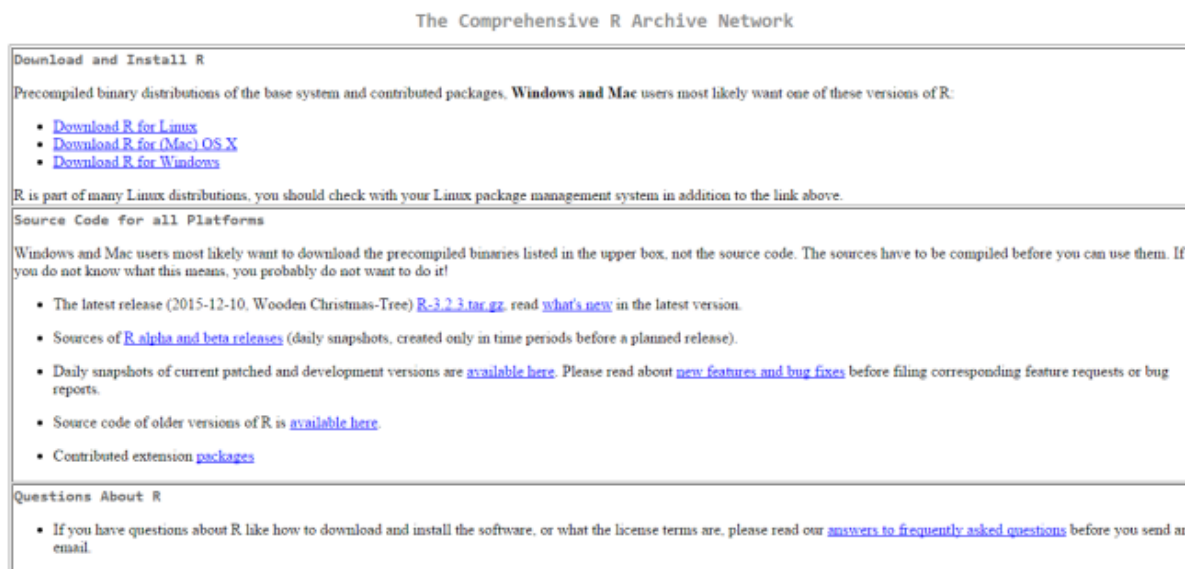 The Comprehensive R Archive Network
Download and Install R
Precompiled binary distributions of the base system and contributed packages, Windows and Mac users most likely want one of these versions of R:
• Download R for Linux
• Download R for (Mac) OS X
• Download R for Windows
R is part of many Linux distributions, you should check with your Linux package management system in addition to the link above.
Source Code for all Platforms
Windows and Mac users most likely want to download the precompiled binaries listed in the upper box, not the source code. The sources have to be compiled before you can use them. If
you do not know what this means, you probably do not want to do it!
• The latest release (2015-12-10, Wooden Christmas-Tree) R-3.2.3.tar.gz, read what's new in the latest version.
• Sources of R alpha and beta releases (daily snapshots, created only in time periods before a planned release).
• Daily snapshots of current patched and development versions are available here. Please read about new features and bug fixes before filing corresponding feature requests or bug
reports.
• Source code of older versions of R is available here.
• Contributed extension packages
Questions About R
• If you have questions about R like how to download and install the software, or what the license terms are, please read our answers to frequently asked questions before you send an
email.